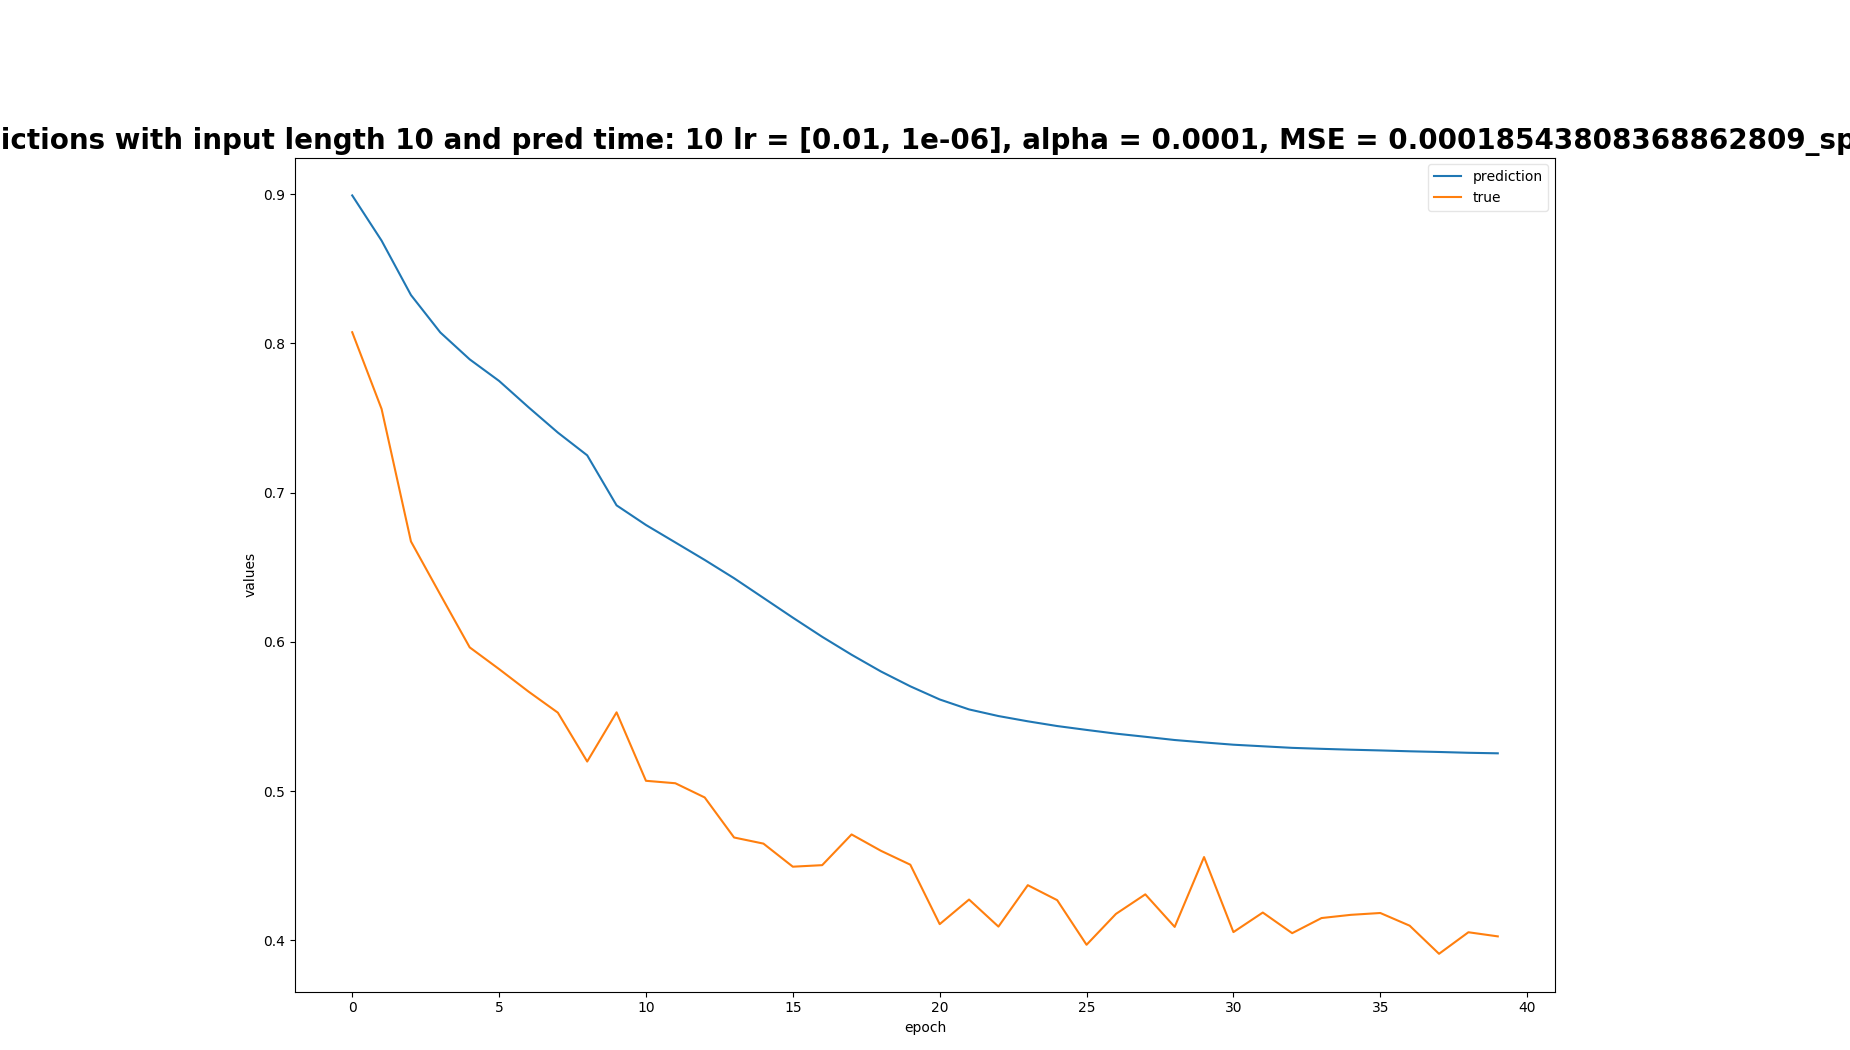 ictions with input length 10 and pred time: 10 lr = [0.01, 1e-06], alpha = 0.0001, MSE = 0.00018543808368862809_sp
prediction
true
0.9
0.8
0.7
0.6
0.5
0.4
values
0 5 10 15 20 25 30 35 40
epoch